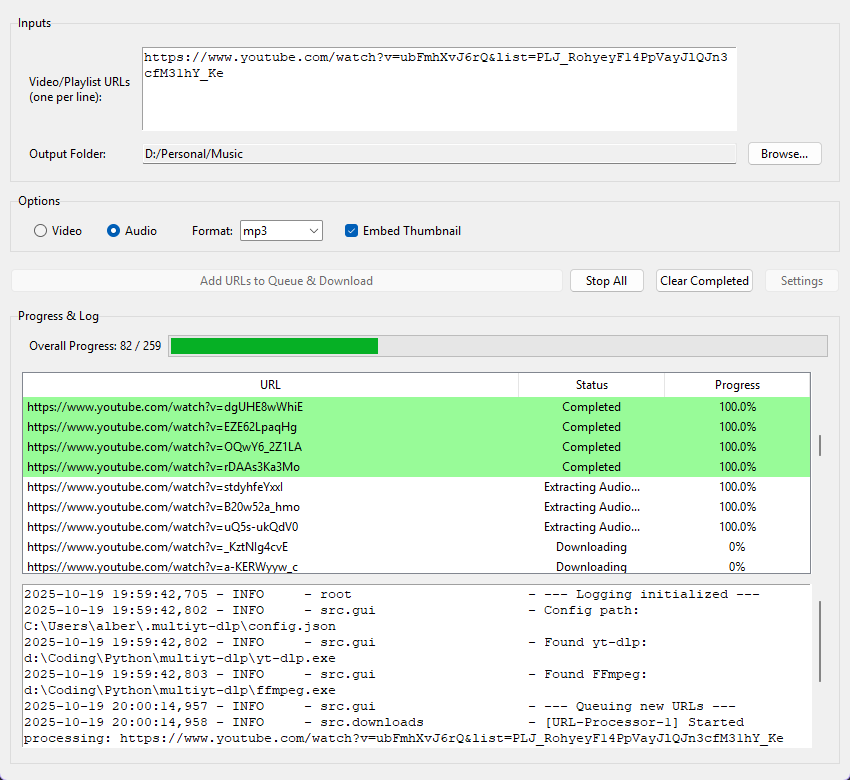 Inputs
Video/Playlist URLs
(one per line):
https://www.youtube.com/watch?v=ubFmhXvJ6rQ&list=PLJ_RohyeyF14PpVayJlQJn3
cfM31hY_Ke
Output Folder:
D:/Personal/Music
Browse...
Options
Video
Audio
Format:
mp3
Embed Thumbnail
Add URLs to Queue & Download
Stop All
Clear Completed
Settings
Progress & Log
Overall Progress: 82 / 259
URL Status Progress
https://www.youtube.com/watch?v=dgUHE8wWhiE Completed 100.0%
https://www.youtube.com/watch?v=EZE62LpaqHg Completed 100.0%
https://www.youtube.com/watch?v=OQwY6_2Z1LA Completed 100.0%
https://www.youtube.com/watch?v=rDAAs3Ka3Mo Completed 100.0%
https://www.youtube.com/watch?v=stdyhfeYxxI Extracting Audio... 100.0%
https://www.youtube.com/watch?v=B20w52a_hmo Extracting Audio... 100.0%
https://www.youtube.com/watch?v=uQ5s-ukQdV0 Extracting Audio... 100.0%
https://www.youtube.com/watch?v=_KztNIg4cvE Downloading 0%
https://www.youtube.com/watch?v=a-KERWyyw_c Downloading 0%
2025-10-19 19:59:42,705 - INFO - root - --- Logging initialized ---
2025-10-19 19:59:42,802 - INFO - src.gui - Config path:
C:\Users\alber\.multiyt-dlp\config.json
2025-10-19 19:59:42,802 - INFO - src.gui - Found yt-dlp:
d:\Coding\Python\multiyt-dlp\yt-dlp.exe
2025-10-19 19:59:42,803 - INFO - src.gui - Found FFmpeg:
d:\Coding\Python\multiyt-dlp\ffmpeg.exe
2025-10-19 20:00:14,957 - INFO - src.gui - --- Queuing new URLs ---
2025-10-19 20:00:14,958 - INFO - src.downloads - [URL-Processor-1] Started
processing: https://www.youtube.com/watch?v=ubFmhXvJ6rQ&list=PLJ_RohyeyF14PpVayJlQJn3cfM31hY_Ke